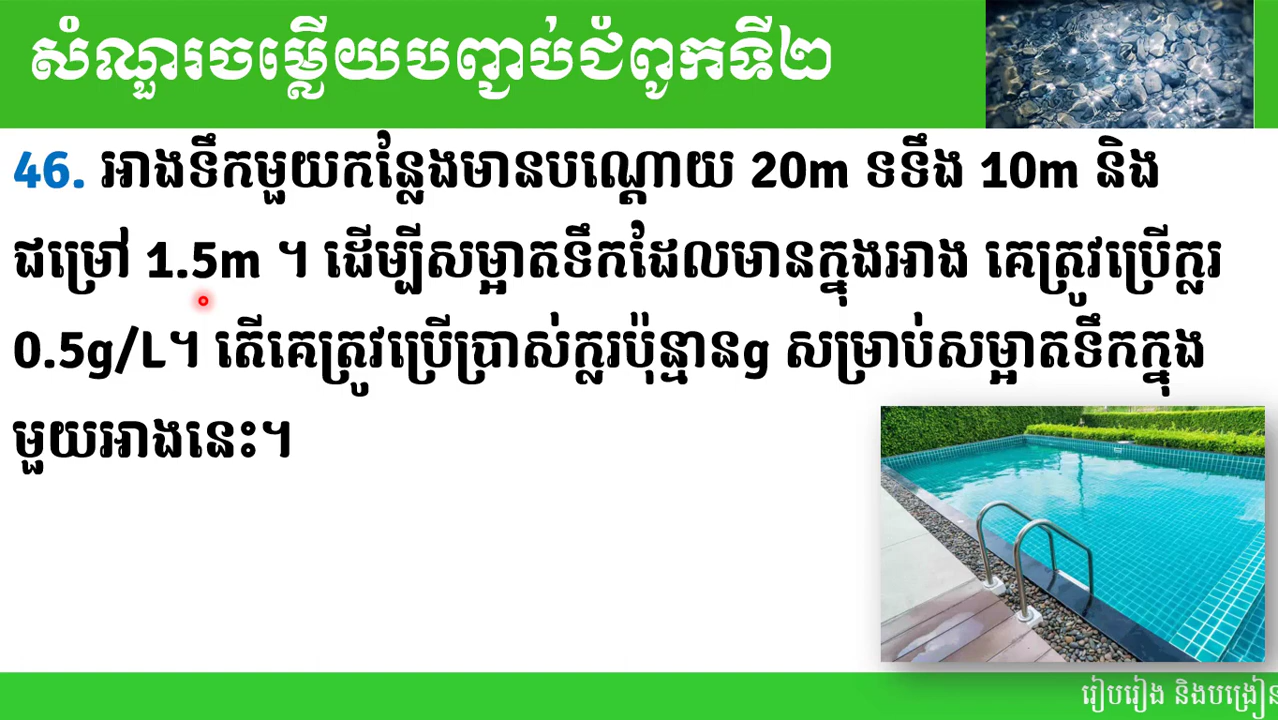 សំណួរចម្លើយបញ្ចប់ជំពូកទី២
46. អាងទឹកមួយកន្លែងមានបណ្តោយ 20m ទទឹង 10m និង
ជម្រៅ 1.5m ។ ដើម្បីសម្អាតទឹកដែលមានក្នុងអាង គេត្រូវប្រើក្លរ
0.5g/L។ តើគេត្រូវប្រើប្រាស់ក្លរប៉ុន្មានg សម្រាប់សម្អាតទឹកក្នុង
មួយអាងនេះ។
រៀបរៀង និងបង្រៀន